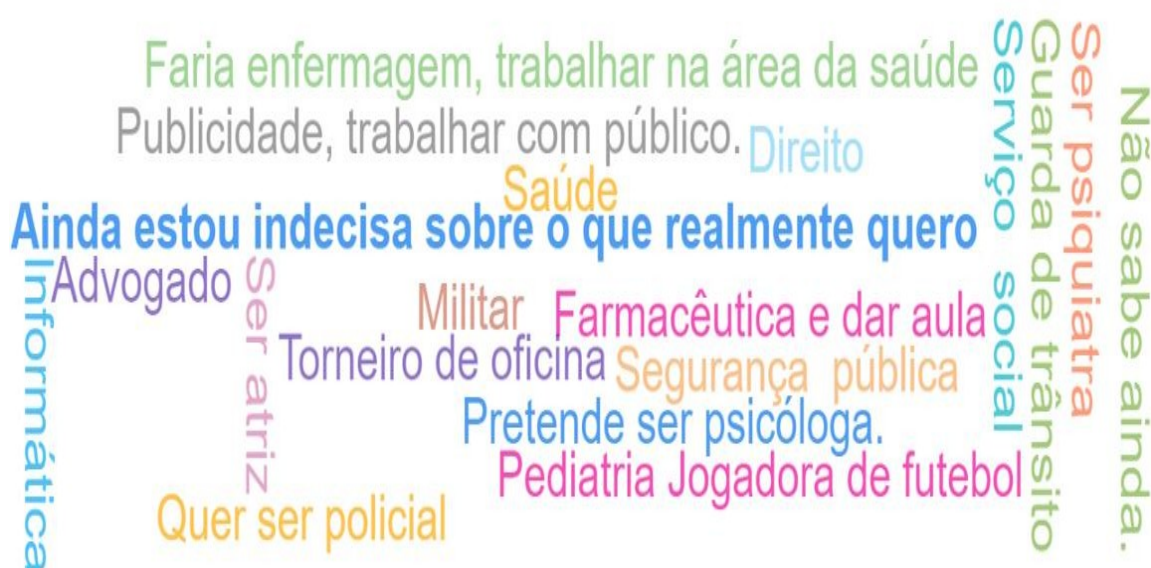 Faria enfermagem, trabalhar na área da saúde
Publicidade, trabalhar com público.
Direito
Saúde
Ainda estou indecisa sobre o que realmente quero
Advogado
Informática
Ser atriz
Militar
Farmacêutica e dar aula
Torneiro de oficina
Segurança pública
Pretende ser psicóloga.
Pediatria Jogadora de futebol
Quer ser policial
Serviço social
Guarda de trânsito
Ser psiquiatra
Não sabe ainda.